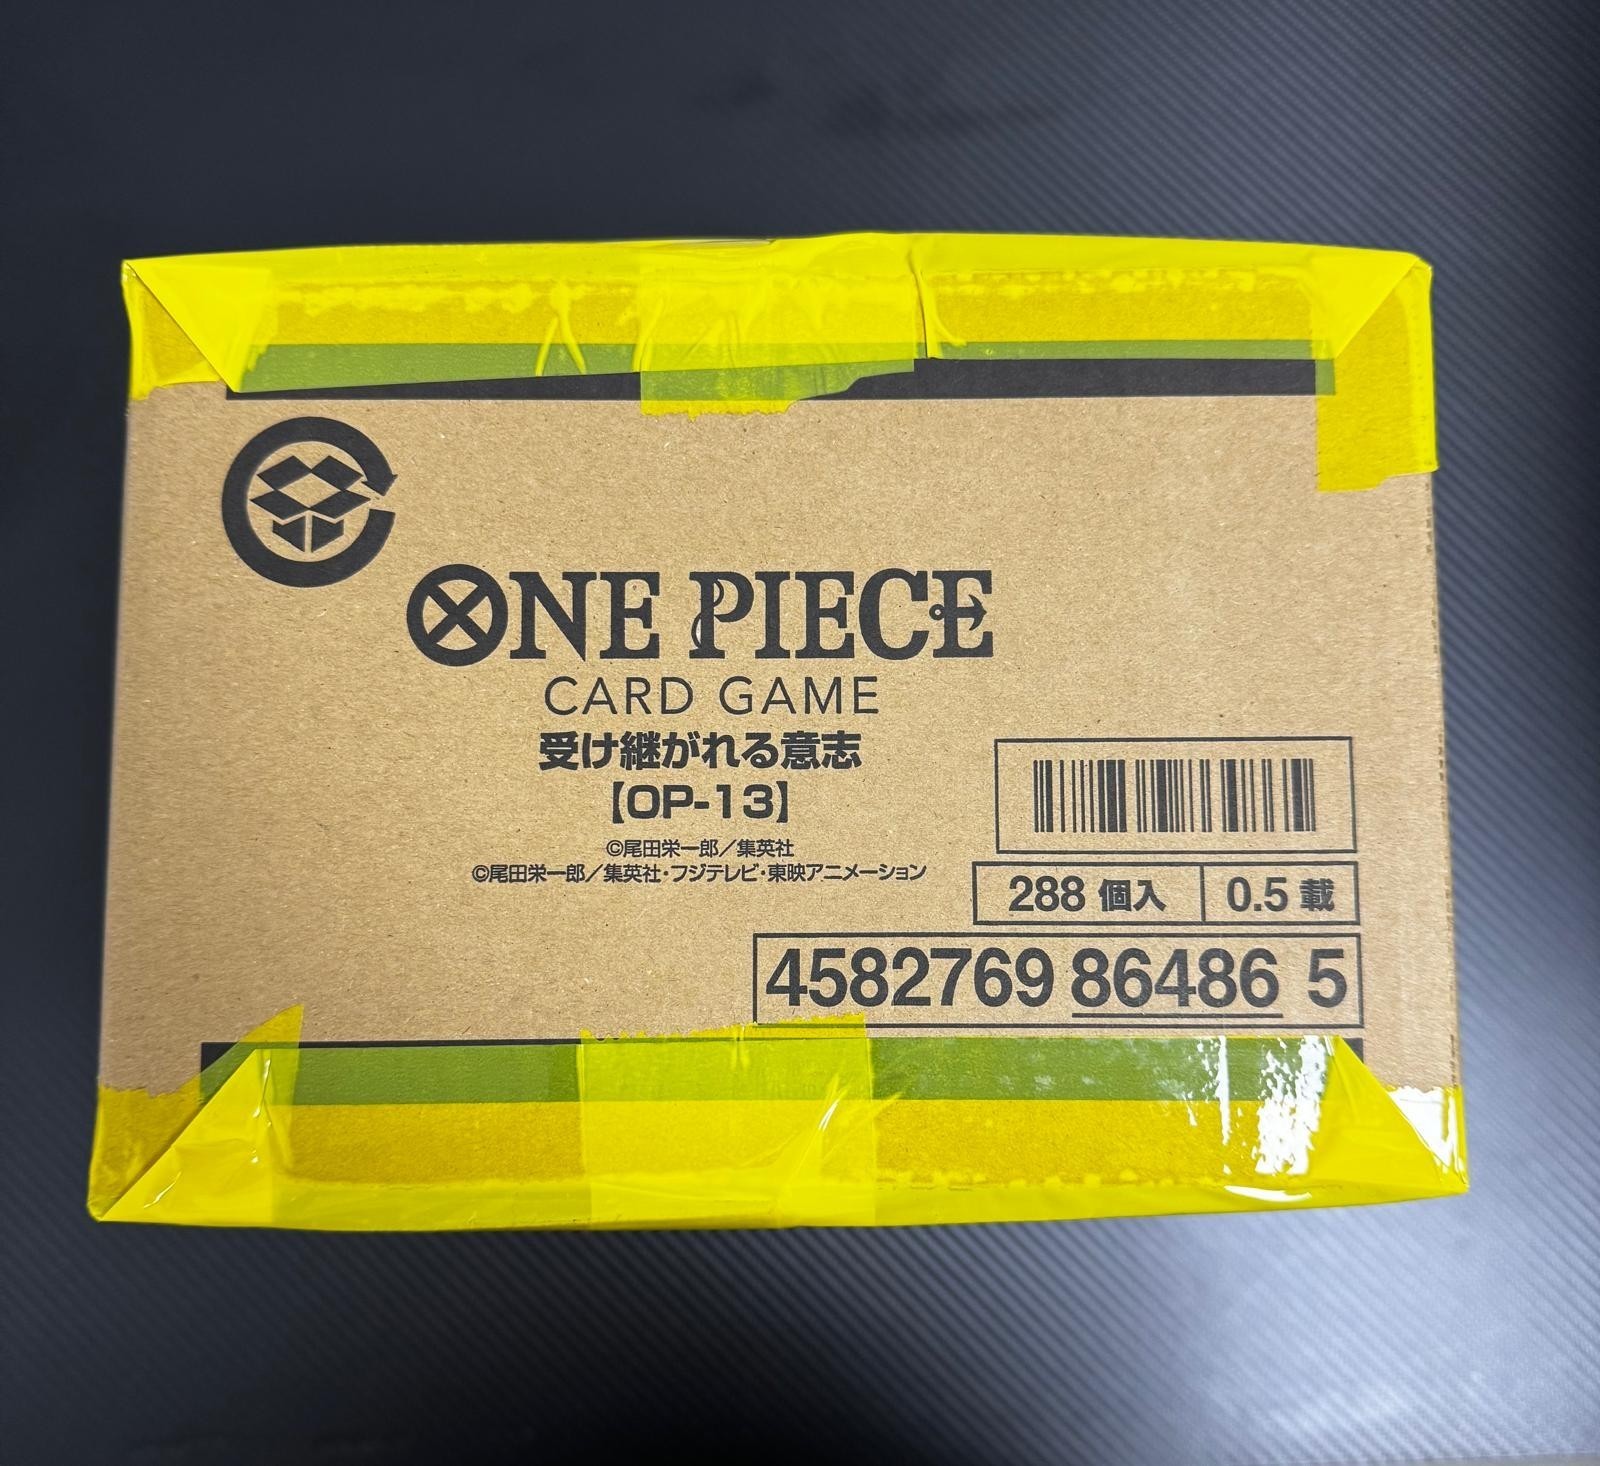 ONE PIECE
CARD GAME
受け継がれる意志
【OP-13】
©尾田栄一郎／集英社
©尾田栄一郎／集英社・フジテレビ・東映アニメーション
288 個入
0.5 載
4582769 86486 5